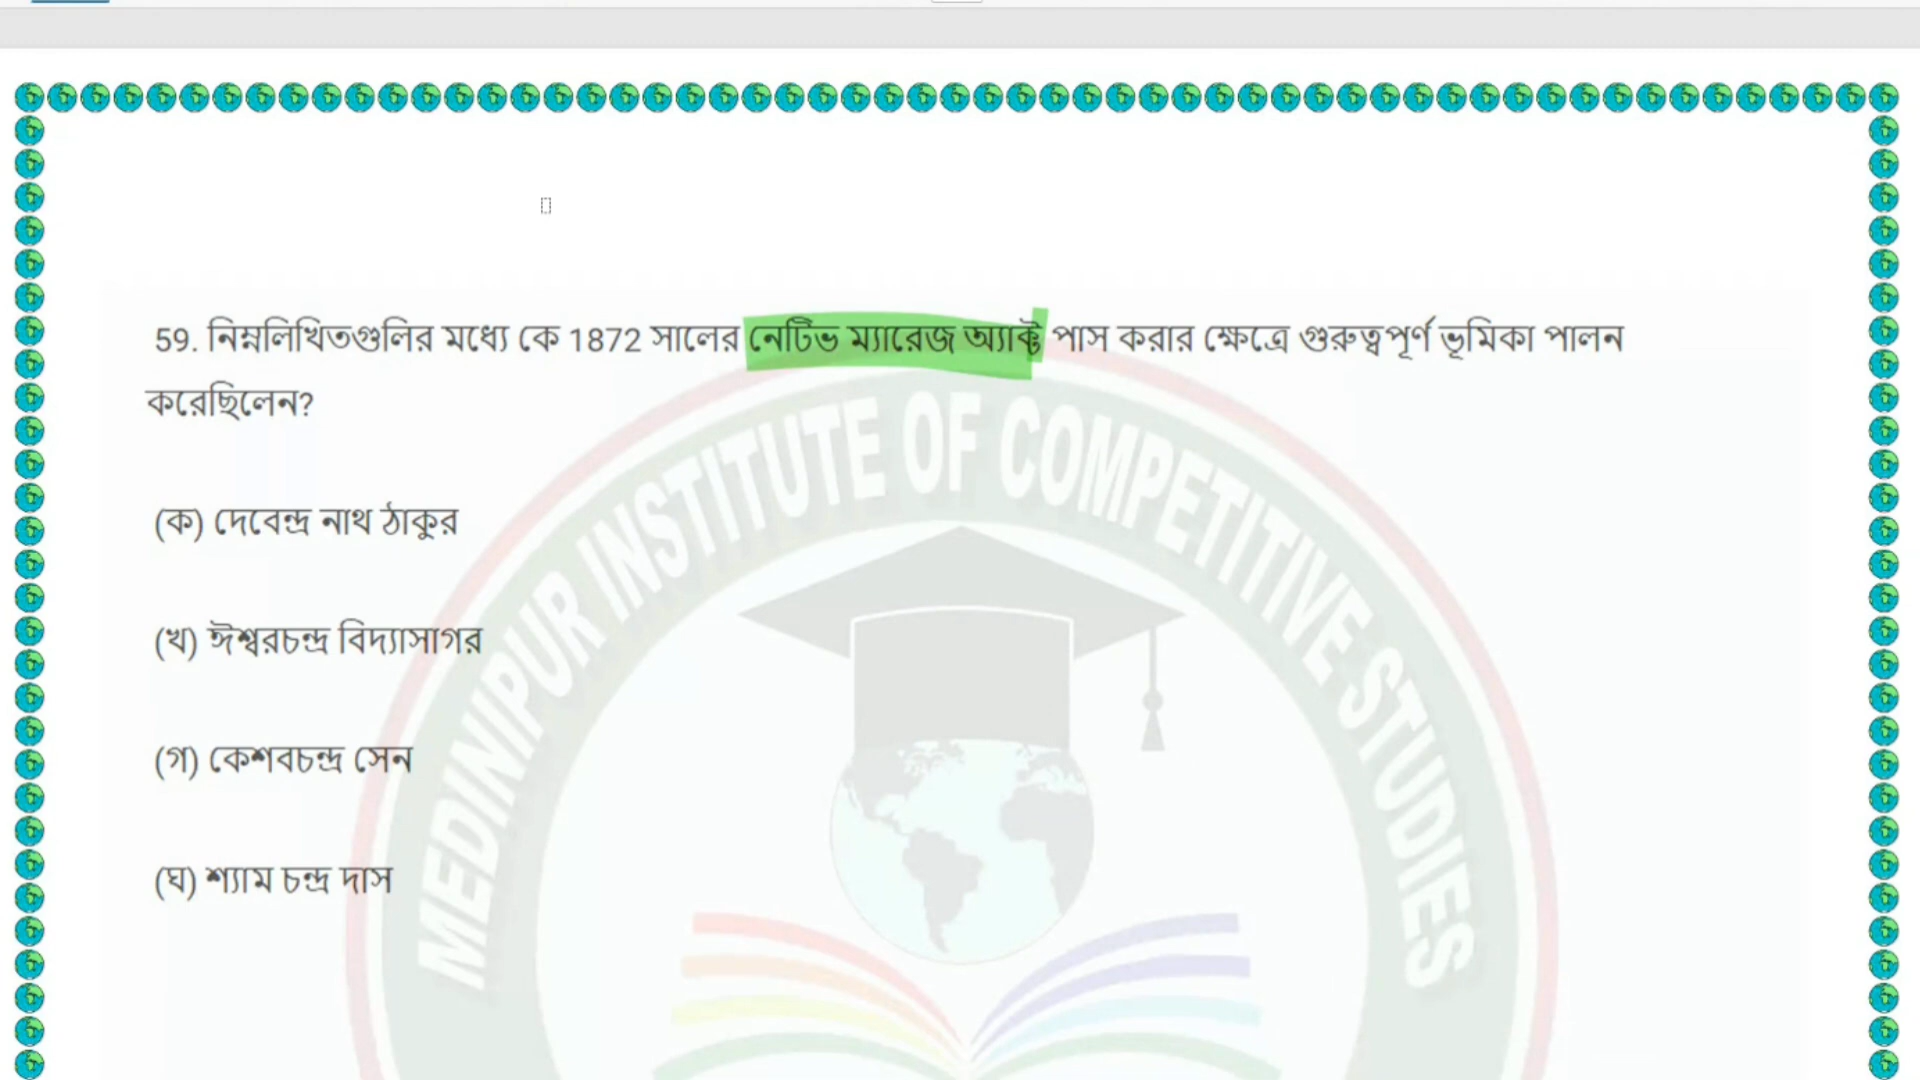 59. নিম্নলিখিতগুলির মধ্যে কে 1872 সালের নেটিভ ম্যারেজ অ্যাক্ট পাস করার ক্ষেত্রে গুরুত্বপূর্ণ ভূমিকা পালন
করেছিলেন?
MEDINIPUR INSTITUTE OF COMPETITIVE STUDIES
(ক) দেবেন্দ্র নাথ ঠাকুর
(খ) ঈশ্বরচন্দ্র বিদ্যাসাগর
(গ) কেশবচন্দ্র সেন
(ঘ) শ্যাম চন্দ্র দাস